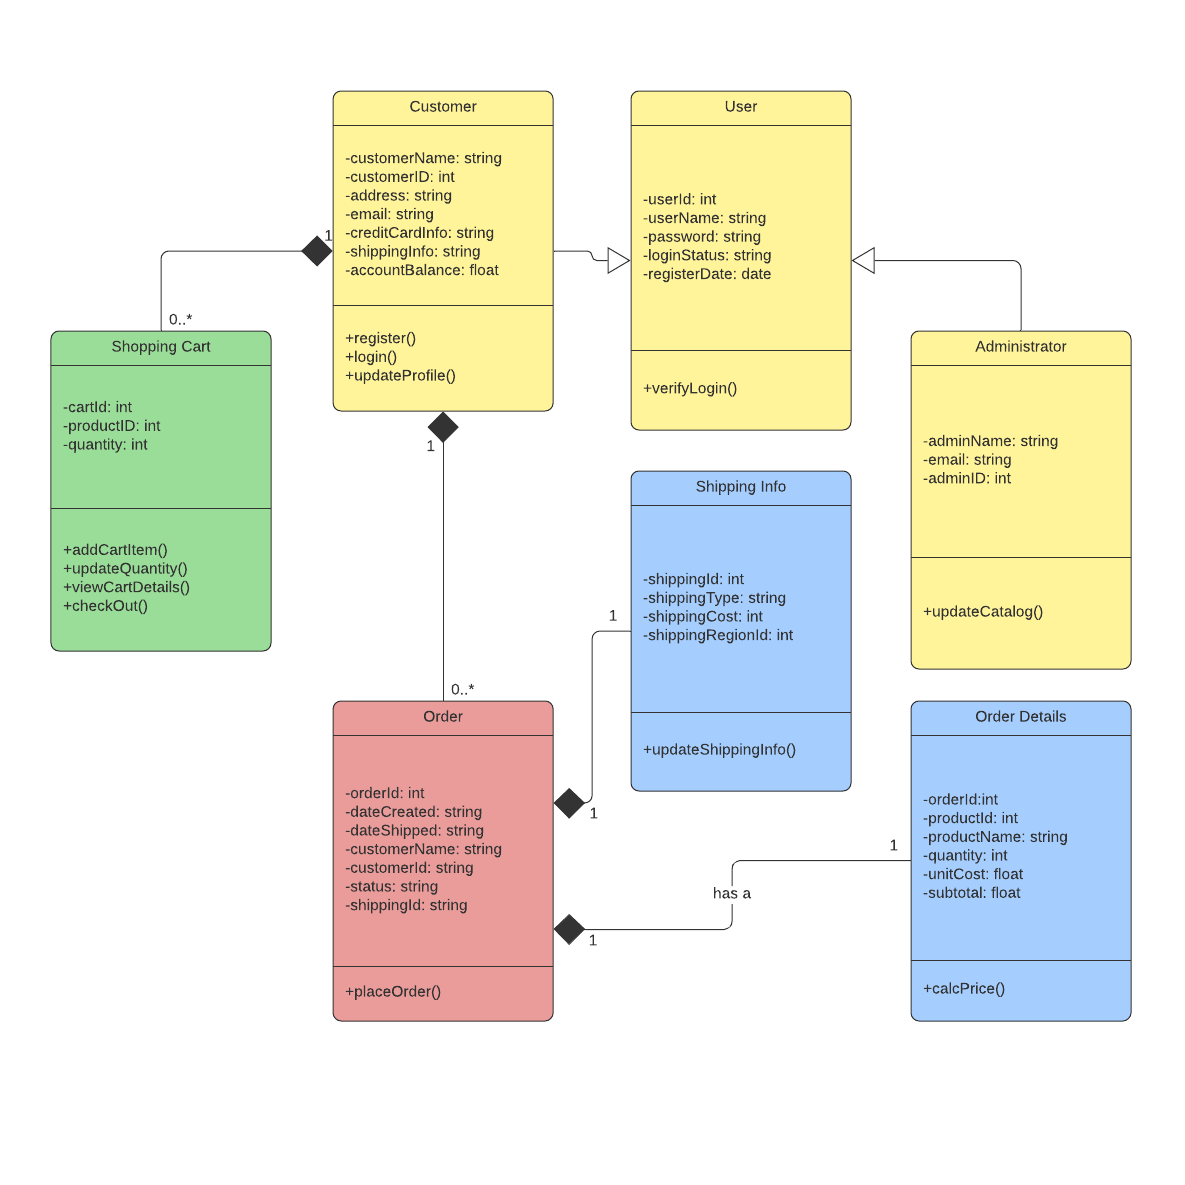 Customer
-customerName: string
-customerID: int
-address: string
-email: string
-creditCardInfo: string
-shippingInfo: string
-accountBalance: float
+register()
+login()
+updateProfile()
User
-userId: int
-userName: string
-password: string
-loginStatus: string
-registerDate: date
+verifyLogin()
1
0..*
Shopping Cart
-cartId: int
-productID: int
-quantity: int
+addCartItem()
+updateQuantity()
+viewCartDetails()
+checkOut()
Administrator
-adminName: string
-email: string
-adminID: int
+updateCatalog()
1
0..*
Shipping Info
-shippingId: int
-shippingType: string
-shippingCost: int
-shippingRegionId: int
+updateShippingInfo()
1
1
Order
-orderId: int
-dateCreated: string
-dateShipped: string
-customerName: string
-customerId: string
-status: string
-shippingId: string
+placeOrder()
1
has a
1
Order Details
-orderId:int
-productId: int
-productName: string
-quantity: int
-unitCost: float
-subtotal: float
+calcPrice()